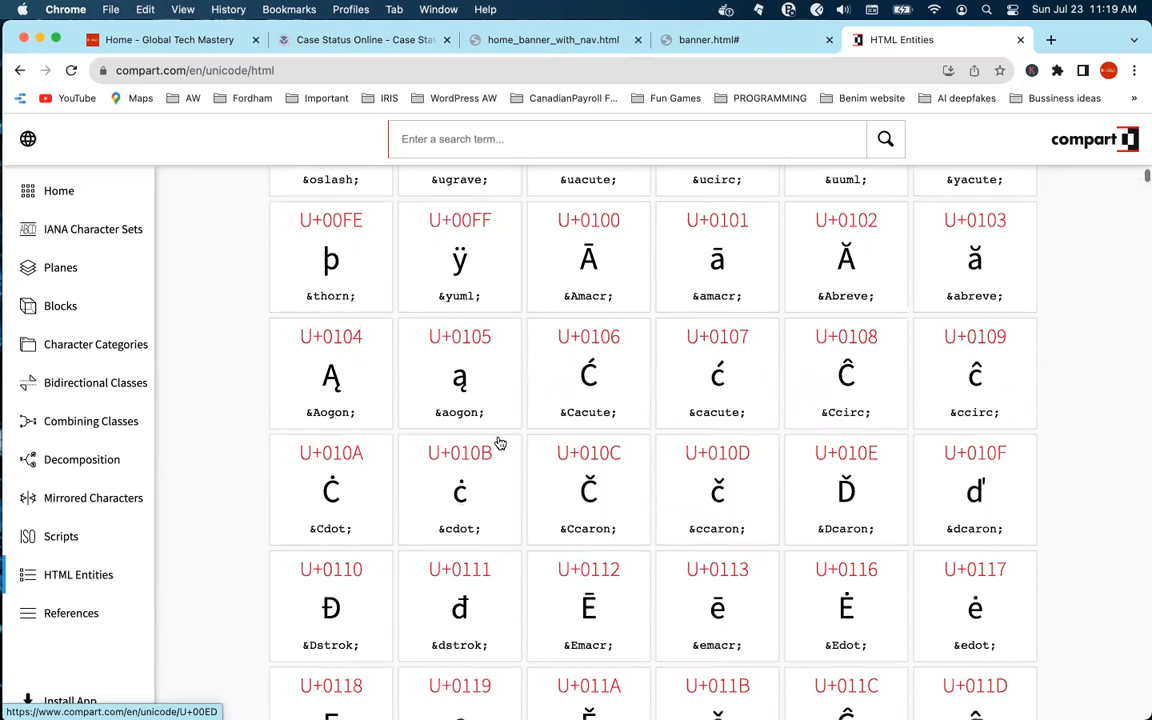 Chrome File Edit View History Bookmarks Profiles Tab Window Help Sun Jul 23 11:19 AM
Home - Global Tech Mastery Case Status Online - Case Sta home_banner_with_nav.html banner.html# HTML Entities
compart.com/en/unicode/html
YouTube Maps AW Fordham Important IRIS WordPress AW CanadianPayroll F... Fun Games PROGRAMMING Benim website AI deepfakes Bussiness ideas »
Enter a search term... compart
Home
IANA Character Sets
Planes
Blocks
Character Categories
Bidirectional Classes
Combining Classes
Decomposition
Mirrored Characters
Scripts
HTML Entities
References
Install App
&oslash; &ugrave; &uacute; &ucirc; &uuml; &yacute;
U+00FE U+00FF U+0100 U+0101 U+0102 U+0103
þ ÿ Ā ā Ă ă
&thorn; &yuml; &Amacr; &amacr; &Abreve; &abreve;
U+0104 U+0105 U+0106 U+0107 U+0108 U+0109
Ą ą Ć ć Ĉ ĉ
&Aogon; &aogon; &Cacute; &cacute; &Ccirc; &ccirc;
U+010A U+010B U+010C U+010D U+010E U+010F
Ċ ċ Č č Ď ď
&Cdot; &cdot; &Ccaron; &ccaron; &Dcaron; &dcaron;
U+0110 U+0111 U+0112 U+0113 U+0116 U+0117
Đ đ Ē ē Ė ė
&Dstrok; &dstrok; &Emacr; &emacr; &Edot; &edot;
U+0118 U+0119 U+011A U+011B U+011C U+011D
https://www.compart.com/en/unicode/U+00ED